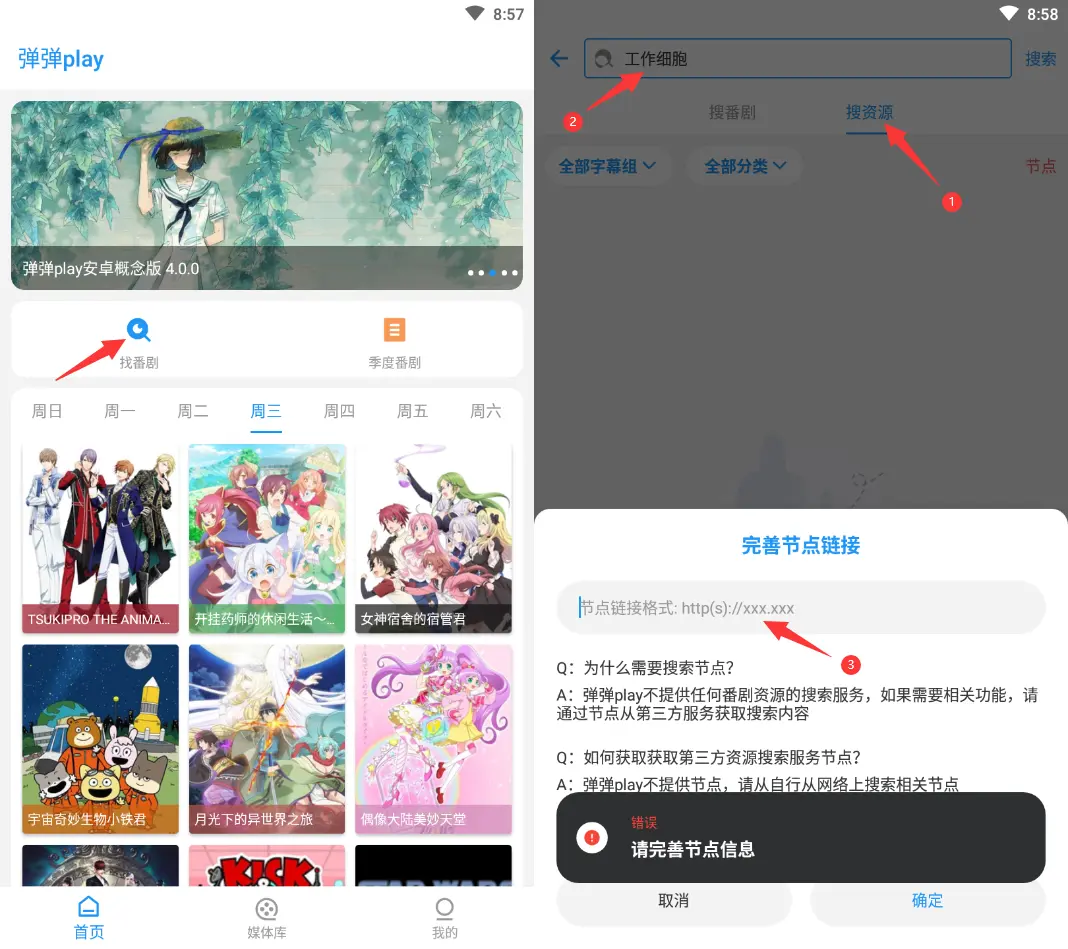 8:57
弹弹play
弹弹play安卓概念版 4.0.0
找番剧
季度番剧
周日
周一
周二
周三
周四
周五
周六
TSUKIPRO THE ANIMA...
开挂药师的休闲生活～...
女神宿舍的宿管君
宇宙奇妙生物小铁君
月光下的异世界之旅
偶像大陆美妙天堂
KICK
STAR WARS
首页
媒体库
我的
8:58
工作细胞
搜索
2
搜番剧
搜资源
全部字幕组
全部分类
节点
1
完善节点链接
节点链接格式: http(s)://xxx.xxx
3
Q：为什么需要搜索节点?
A：弹弹play不提供任何番剧资源的搜索服务，如果需要相关功能，请
通过节点从第三方服务获取搜索内容
Q：如何获取获取第三方资源搜索服务节点?
A：弹弹play不提供节点，请从自行从网络上搜索相关节点
错误
请完善节点信息
取消
确定